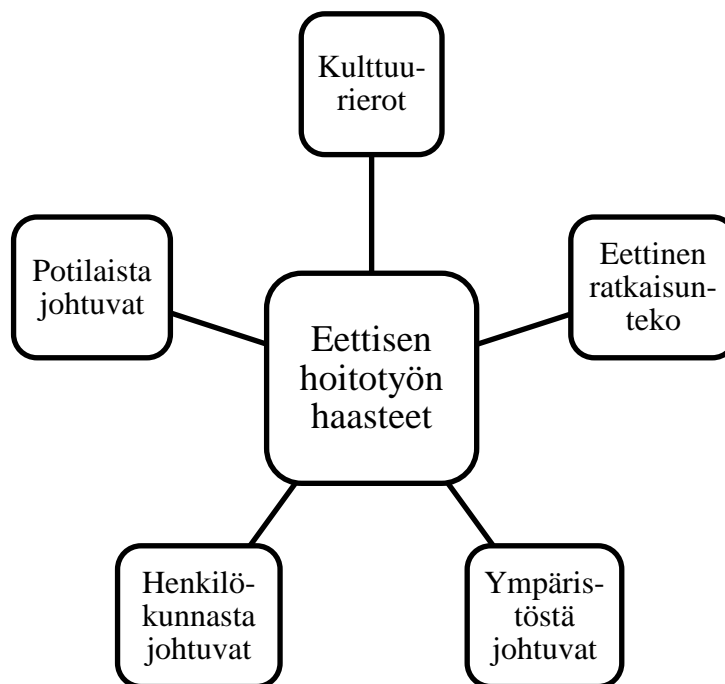 Kulttuu-
rierot
Potilaista
johtuvat
Eettinen
ratkaisun-
teko
Eettisen
hoitotyön
haasteet
Henkilö-
kunnasta
johtuvat
Ympäris-
töstä
johtuvat